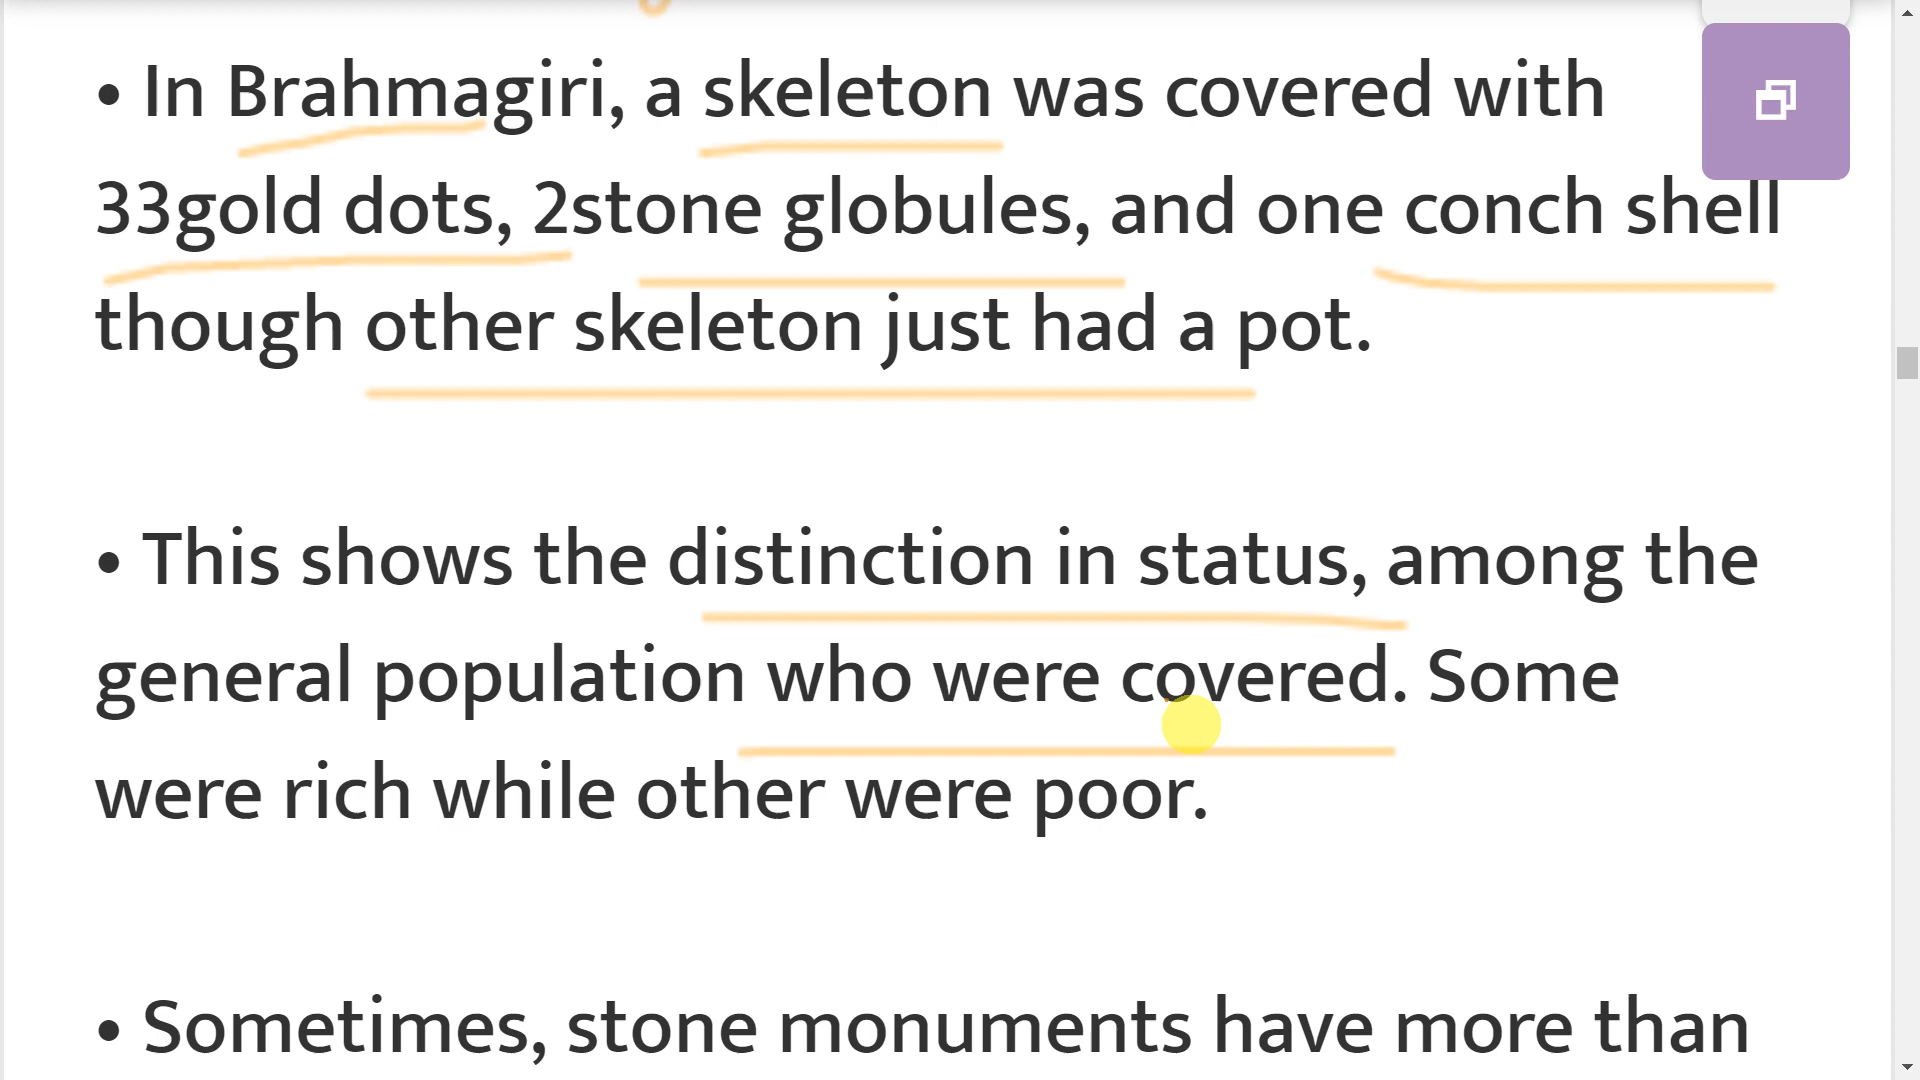 • In Brahmagiri, a skeleton was covered with
33gold dots, 2stone globules, and one conch shell
though other skeleton just had a pot.
• This shows the distinction in status, among the
general population who were covered. Some
were rich while other were poor.
• Sometimes, stone monuments have more than